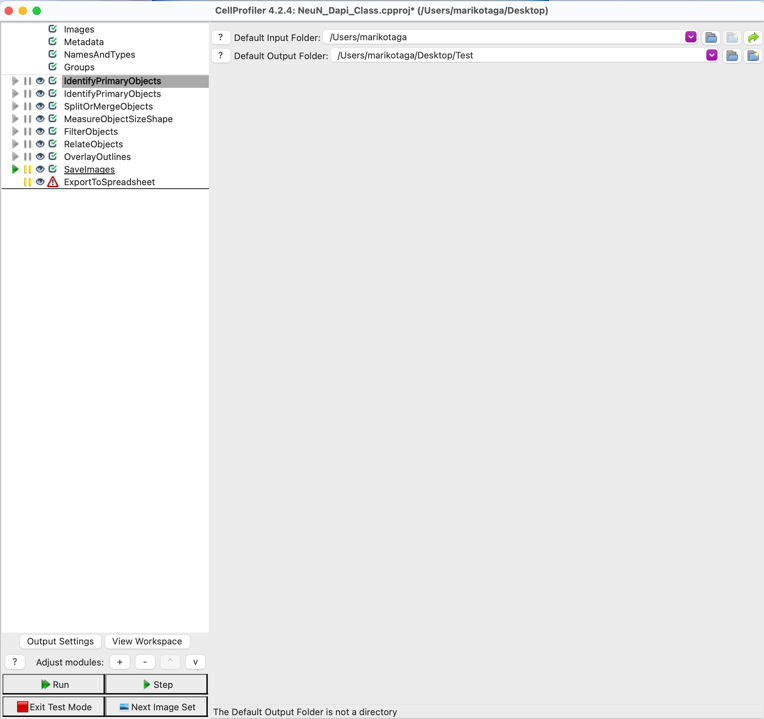 CellProfiler 4.2.4: NeuN_Dapi_Class.cpproj* (/Users/marikotaga/Desktop)
Images
Metadata
NamesAndTypes
Groups
IdentifyPrimaryObjects
IdentifyPrimaryObjects
SplitOrMergeObjects
MeasureObjectSizeShape
FilterObjects
RelateObjects
OverlayOutlines
SaveImages
ExportToSpreadsheet
? Default Input Folder: /Users/marikotaga
? Default Output Folder: /Users/marikotaga/Desktop/Test
Output Settings View Workspace
? Adjust modules: + - ^ v
Run Step
Exit Test Mode Next Image Set
The Default Output Folder is not a directory